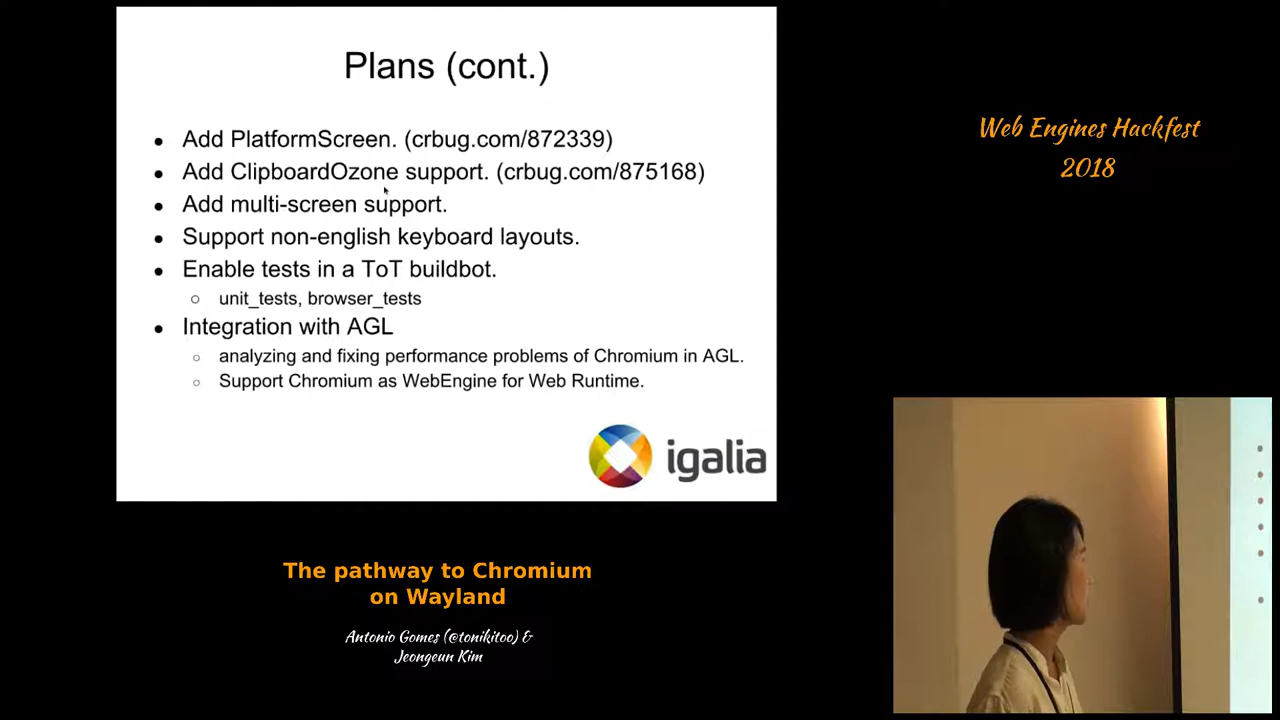 Plans (cont.)
● Add PlatformScreen. (crbug.com/872339)
● Add ClipboardOzone support. (crbug.com/875168)
● Add multi-screen support.
● Support non-english keyboard layouts.
● Enable tests in a ToT buildbot.
○ unit_tests, browser_tests
● Integration with AGL
○ analyzing and fixing performance problems of Chromium in AGL.
○ Support Chromium as WebEngine for Web Runtime.
igalia
Web Engines Hackfest
2018
The pathway to Chromium
on Wayland
Antonio Gomes (@tonikitoo) &
Jeongeun Kim